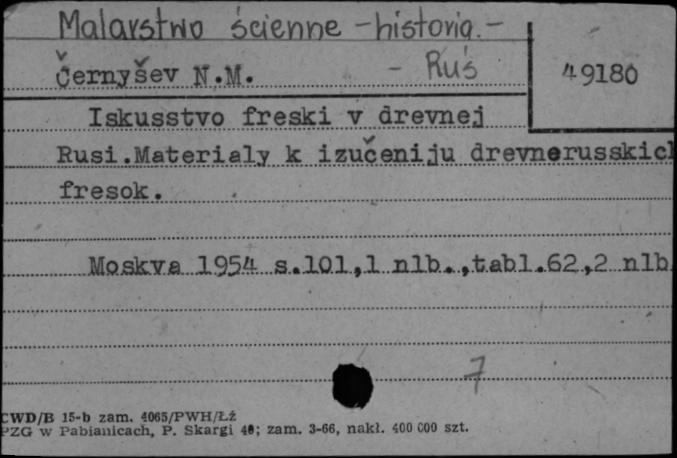 Malarstwo ścienne - historia. -
Černyšev N.M. - Ruś
49180
Iskusstvo freski v drevnej
Rusi.Materialy k izučeniju drevnerusskich
fresok.
Moskva 1954 s.101,1 nlb.,tabl.62,2 nlb
7
CWD/B 15-b zam. 4065/PWH/Łż
PZG w Pabianicach, P. Skargi 40; zam. 3-66, nakł. 400 000 szt.